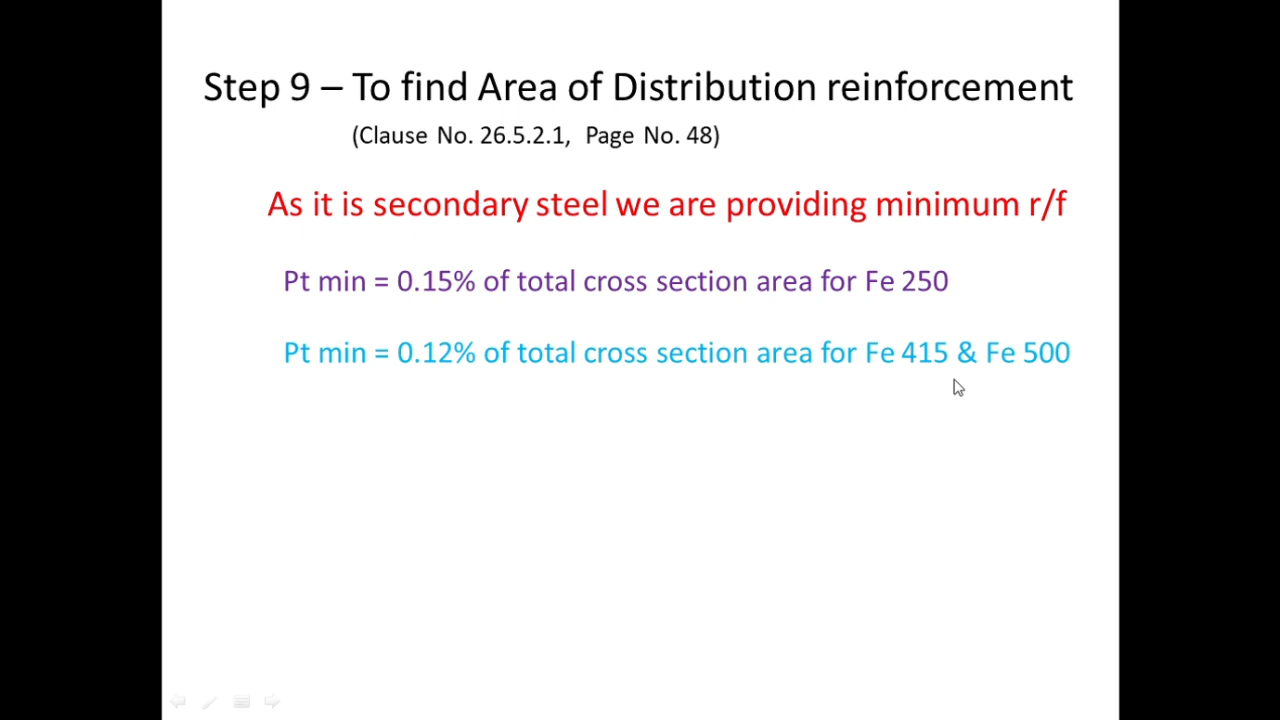 Step 9 – To find Area of Distribution reinforcement
(Clause No. 26.5.2.1, Page No. 48)
As it is secondary steel we are providing minimum r/f
Pt min = 0.15% of total cross section area for Fe 250
Pt min = 0.12% of total cross section area for Fe 415 & Fe 500